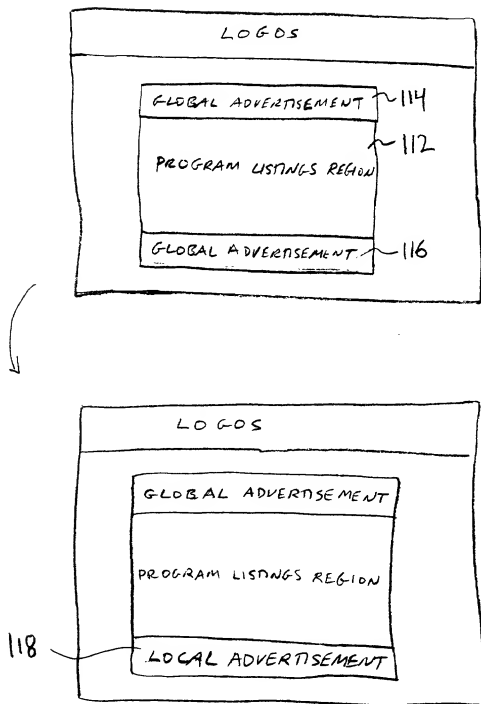 LOGOS
GLOBAL ADVERTISEMENT 114
112
PROGRAM LISTINGS REGION
GLOBAL ADVERTISEMENT 116
LOGOS
GLOBAL ADVERTISEMENT
PROGRAM LISTINGS REGION
118 LOCAL ADVERTISEMENT